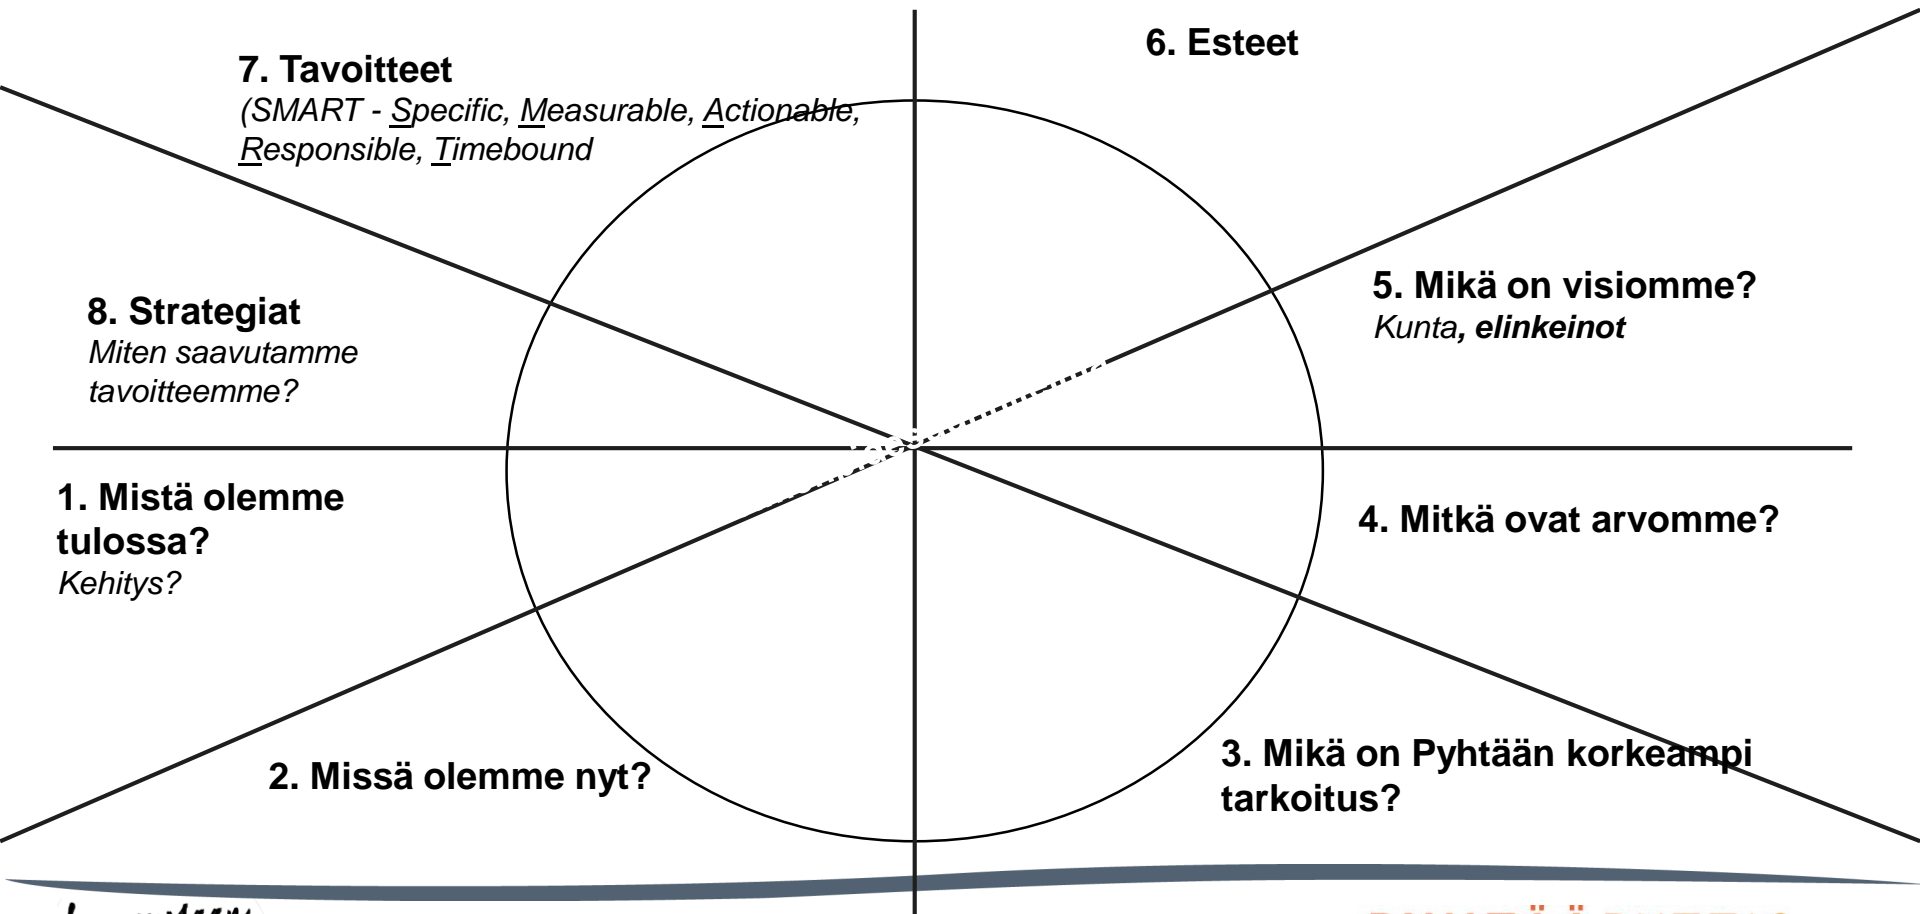 7. Tavoitteet
(SMART - Specific, Measurable, Actionable,
Responsible, Timebound
6. Esteet
8. Strategiat
Miten saavutamme
tavoitteemme?
5. Mikä on visiomme?
Kunta, elinkeinot
1. Mistä olemme
tulossa?
Kehitys?
4. Mitkä ovat arvomme?
2. Missä olemme nyt?
3. Mikä on Pyhtään korkeampi
tarkoitus?